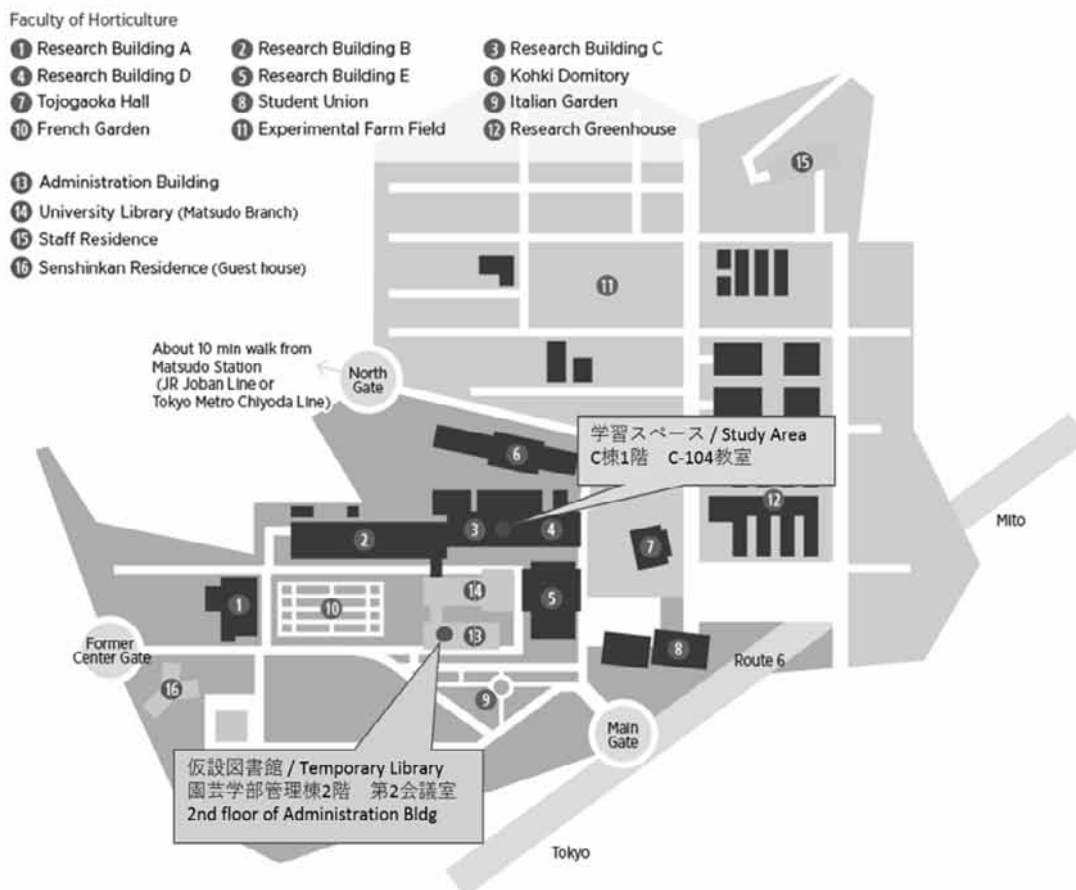 Faculty of Horticulture
1 Research Building A 2 Research Building B 3 Research Building C
4 Research Building D 5 Research Building E 6 Kohki Domitory
7 Tojogaoka Hall 8 Student Union 9 Italian Garden
10 French Garden 11 Experimental Farm Field 12 Research Greenhouse
13 Administration Building
14 University Library (Matsudo Branch)
15 Staff Residence
16 Senshinkan Residence (Guest house)
15
11
About 10 min walk from
Matsudo Station
(JR Joban Line or
Tokyo Metro Chiyoda Line)
North
Gate
学習スペース / Study Area
C棟1階 C-104教室
6
12
Mito
2
3
4
7
14
1
10
5
13
Former
Center Gate
8
Route 6
16
9
Main
Gate
仮設図書館 / Temporary Library
園芸学部管理棟2階 第2会議室
2nd floor of Administration Bldg
Tokyo